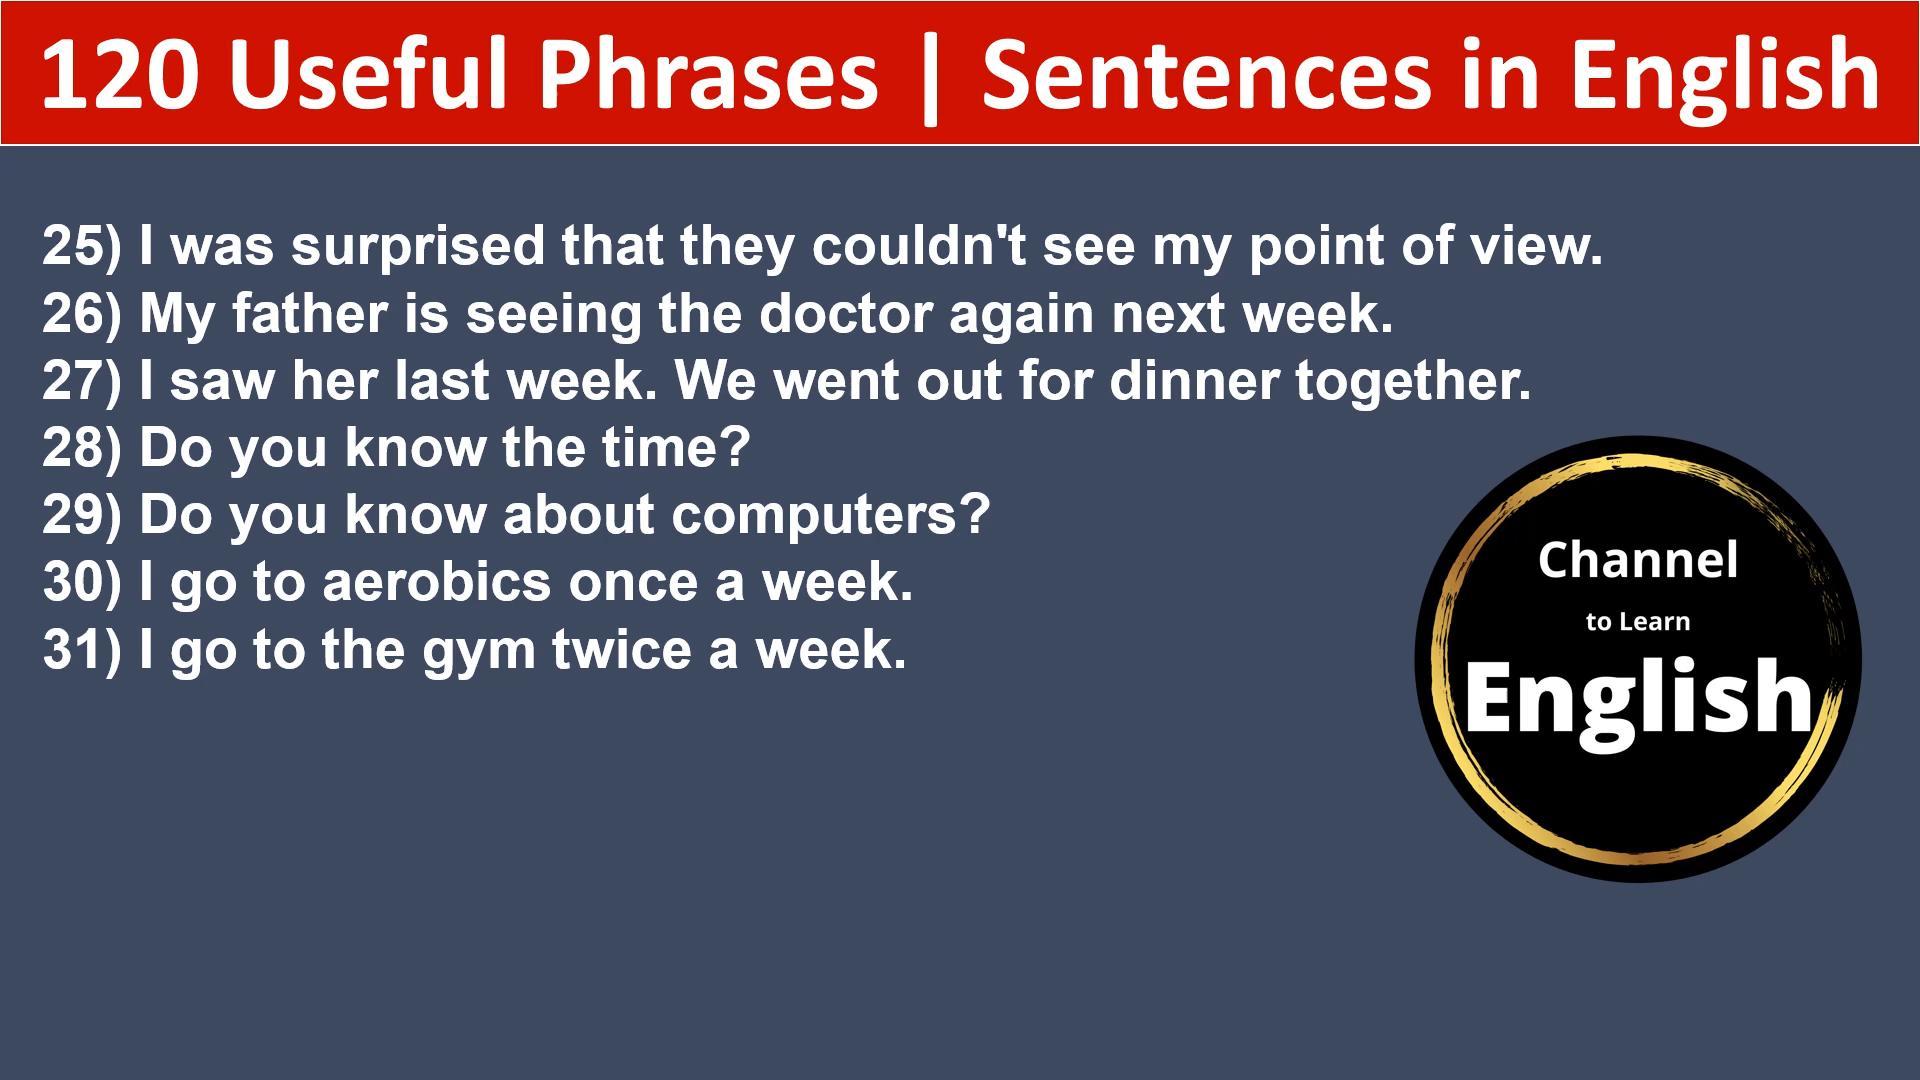 120 Useful Phrases | Sentences in English
25) I was surprised that they couldn't see my point of view.
26) My father is seeing the doctor again next week.
27) I saw her last week. We went out for dinner together.
28) Do you know the time?
29) Do you know about computers?
30) I go to aerobics once a week.
31) I go to the gym twice a week.
Channel
to Learn
English